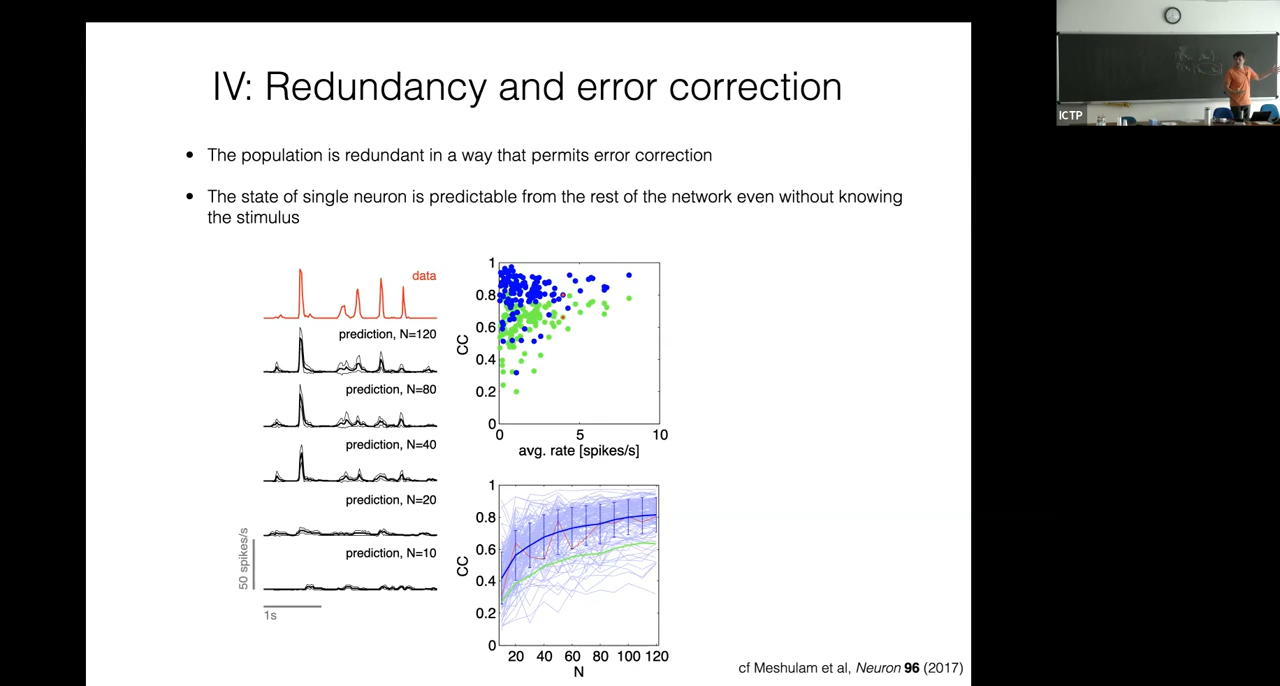 IV: Redundancy and error correction
• The population is redundant in a way that permits error correction
• The state of single neuron is predictable from the rest of the network even without knowing
the stimulus
data
prediction, N=120
prediction, N=80
prediction, N=40
prediction, N=20
prediction, N=10
50 spikes/s
1s
1
0.8
0.6
0.4
0.2
0
CC
0 5 10
avg. rate [spikes/s]
1
0.8
0.6
0.4
0.2
0
CC
20 40 60 80 100 120
N
cf Meshulam et al, Neuron 96 (2017)
ICTP